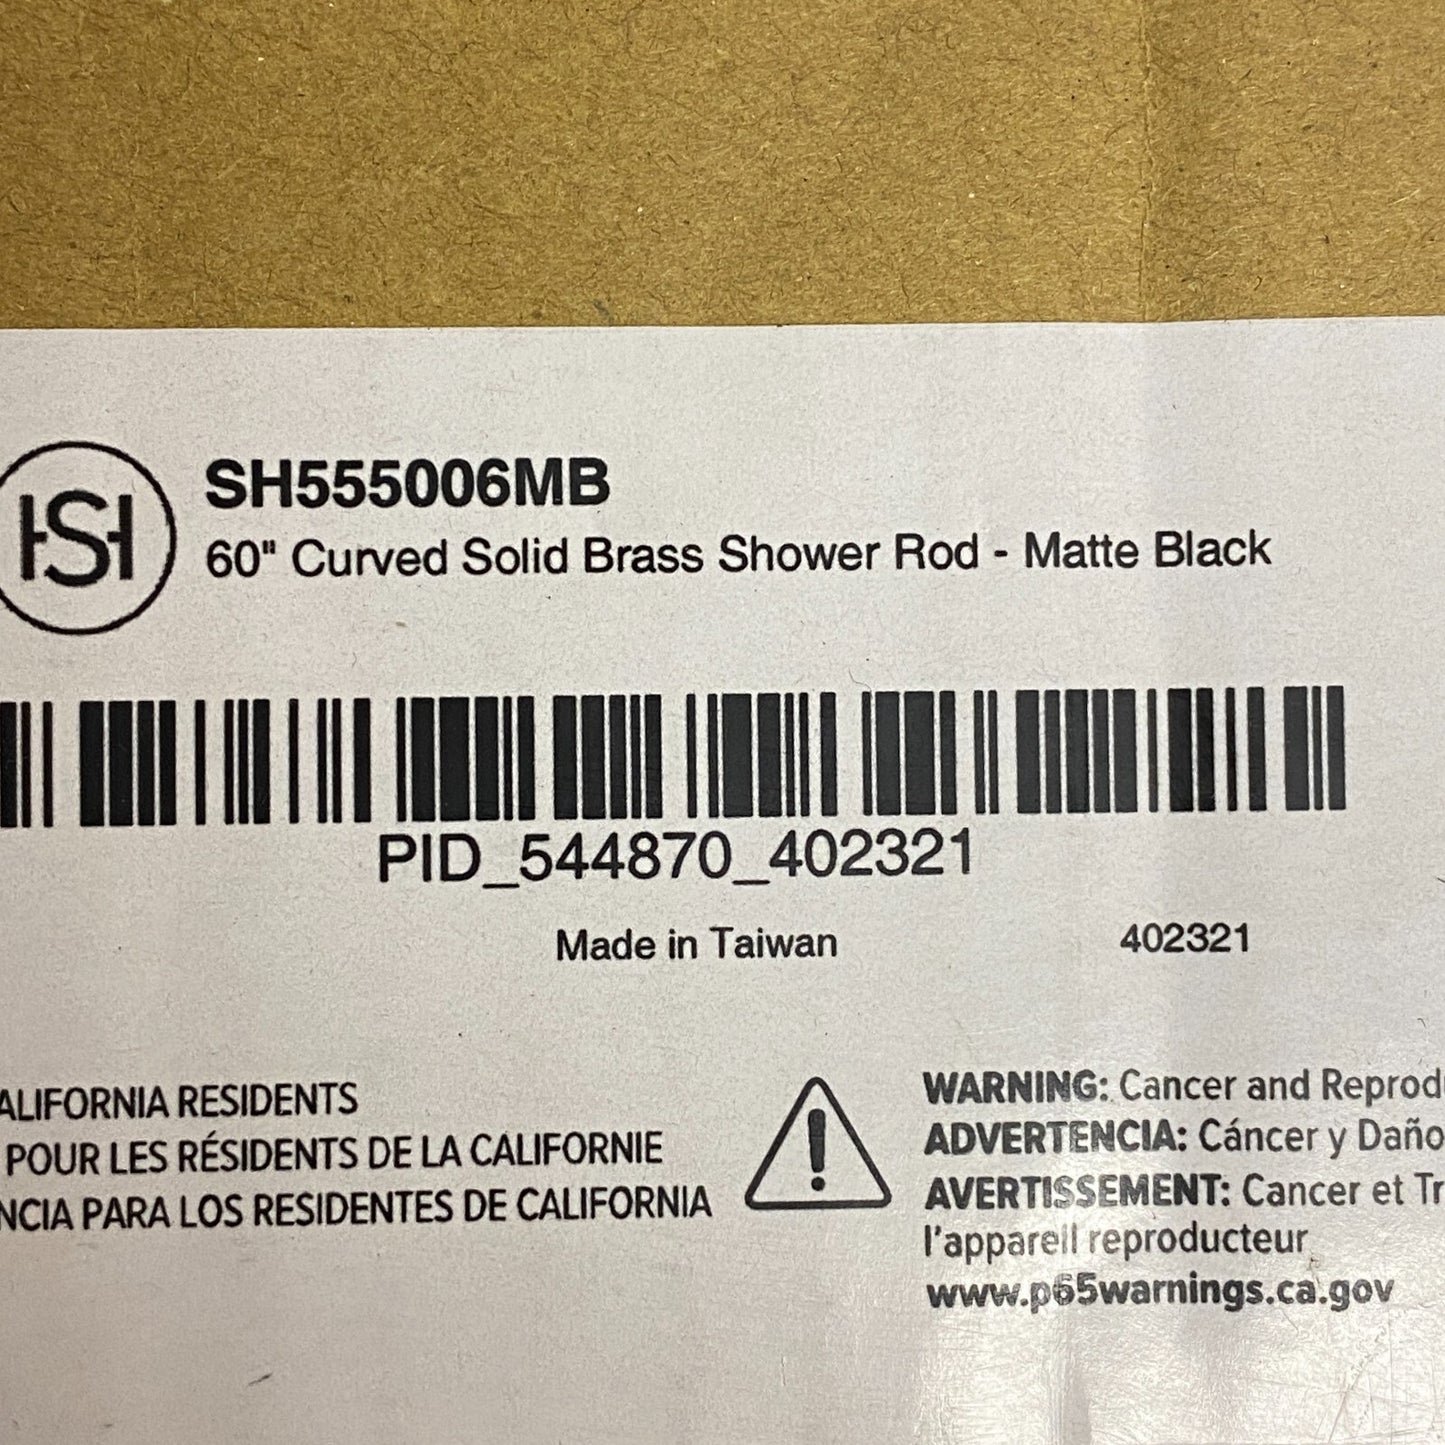 HS
SH555006MB
60" Curved Solid Brass Shower Rod - Matte Black
PID_544870_402321
Made in Taiwan 402321
ALIFORNIA RESIDENTS
POUR LES RÉSIDENTS DE LA CALIFORNIE
NCIA PARA LOS RESIDENTES DE CALIFORNIA
WARNING: Cancer and Reprod
ADVERTENCIA: Cáncer y Daño
AVERTISSEMENT: Cancer et Tr
l'appareil reproducteur
www.p65warnings.ca.gov